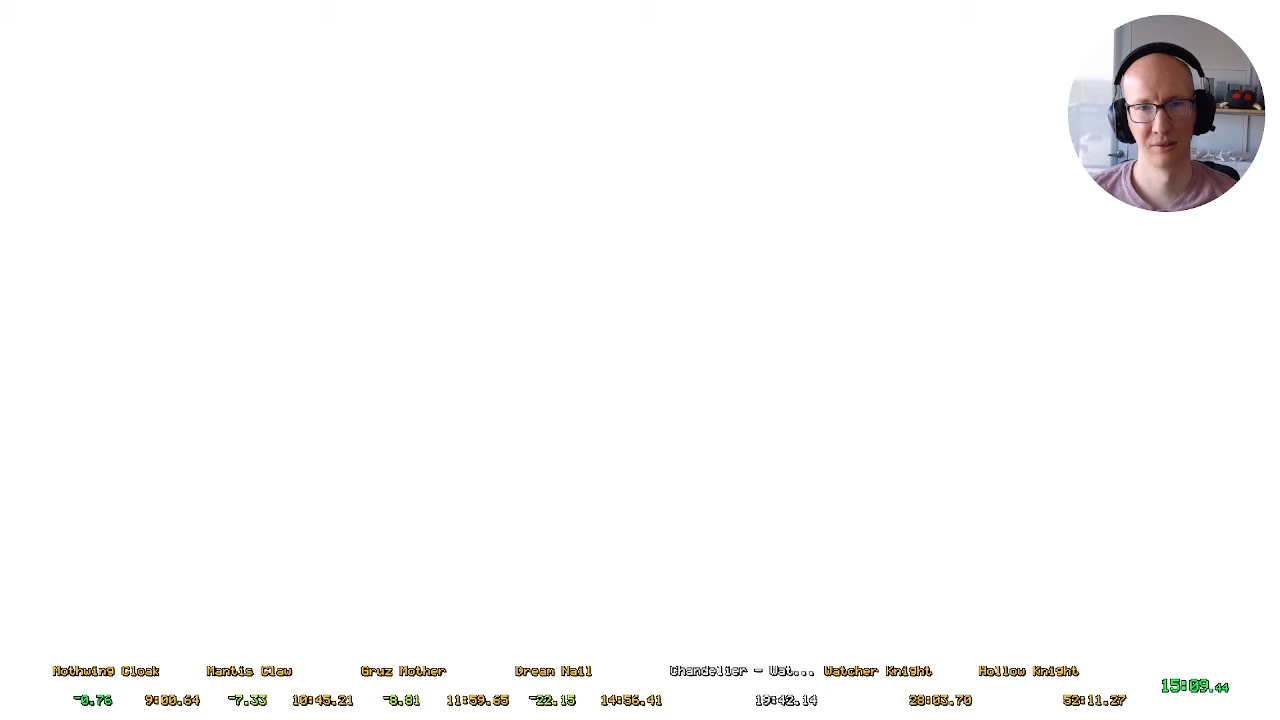 Mothwing Cloak Mantis Claw Gruz Mother Dream Nail Chandelier - Wat... Watcher Knight Hollow Knight
-0.76 9:00.64 -7.33 10:45.21 -8.81 11:59.65 -22.15 14:56.41 19:42.14 28:03.70 52:11.27
15:09.44